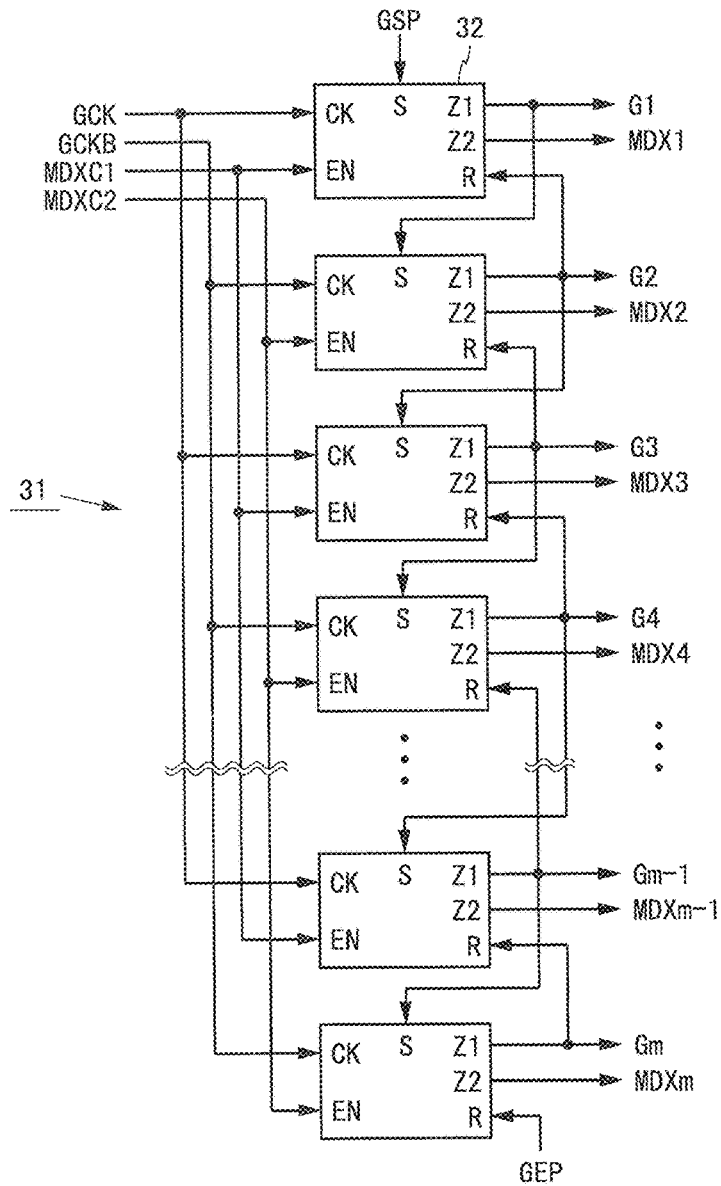 GSP
32
GCK
GCKB
MDXC1
MDXC2
CK S Z1 G1
Z2 MDX1
EN R
CK S Z1 G2
Z2 MDX2
EN R
CK S Z1 G3
Z2 MDX3
EN R
31
CK S Z1 G4
Z2 MDX4
EN R
CK S Z1 Gm-1
Z2 MDXm-1
EN R
CK S Z1 Gm
Z2 MDXm
EN R
GEP